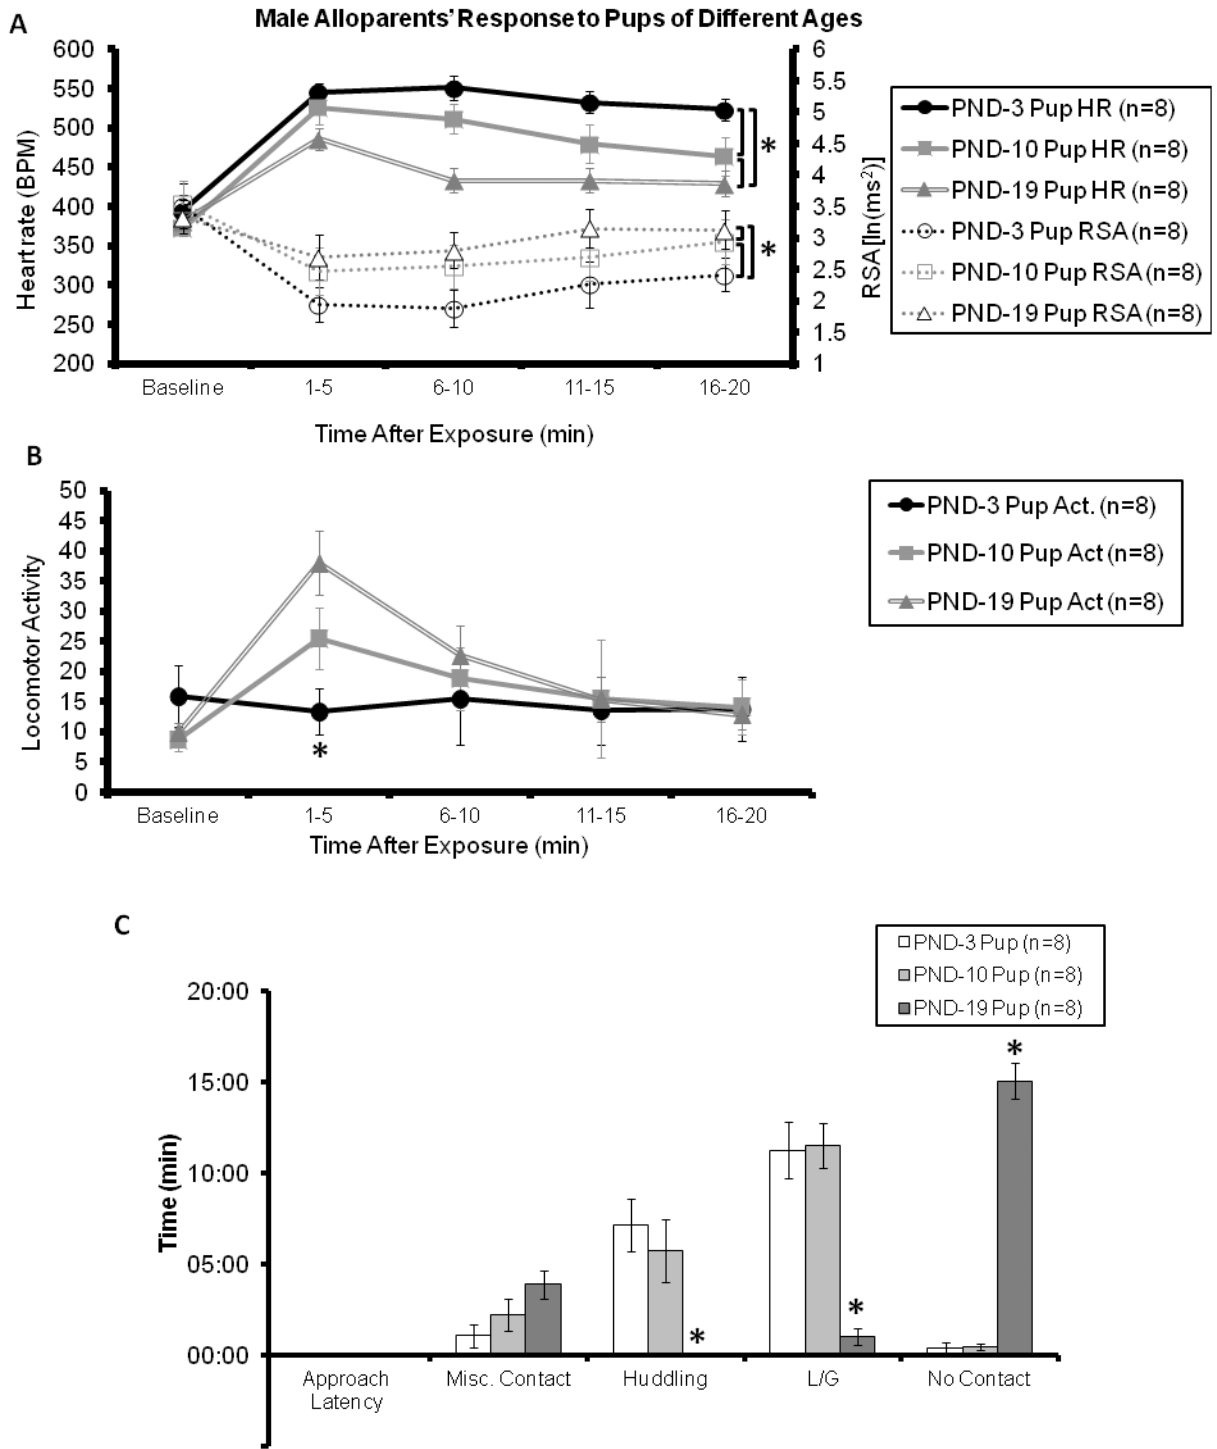 A
Male Alloparents' Response to Pups of Different Ages
600
550
500
450
400
350
300
250
200
Heart rate (BPM)
6
5.5
5
4.5
4
3.5
3
2.5
2
1.5
1
RSA [ln(ms²)]
*
*
Baseline 1-5 6-10 11-15 16-20
Time After Exposure (min)
PND-3 Pup HR (n=8)
PND-10 Pup HR (n=8)
PND-19 Pup HR (n=8)
PND-3 Pup RSA (n=8)
PND-10 Pup RSA (n=8)
PND-19 Pup RSA (n=8)
B
50
45
40
35
30
25
20
15
10
5
0
Locomotor Activity
*
Baseline 1-5 6-10 11-15 16-20
Time After Exposure (min)
PND-3 Pup Act. (n=8)
PND-10 Pup Act (n=8)
PND-19 Pup Act (n=8)
C
PND-3 Pup (n=8)
PND-10 Pup (n=8)
PND-19 Pup (n=8)
20:00
15:00
10:00
05:00
00:00
Time (min)
*
*
*
Approach
Latency
Misc. Contact Huddling L/G No Contact